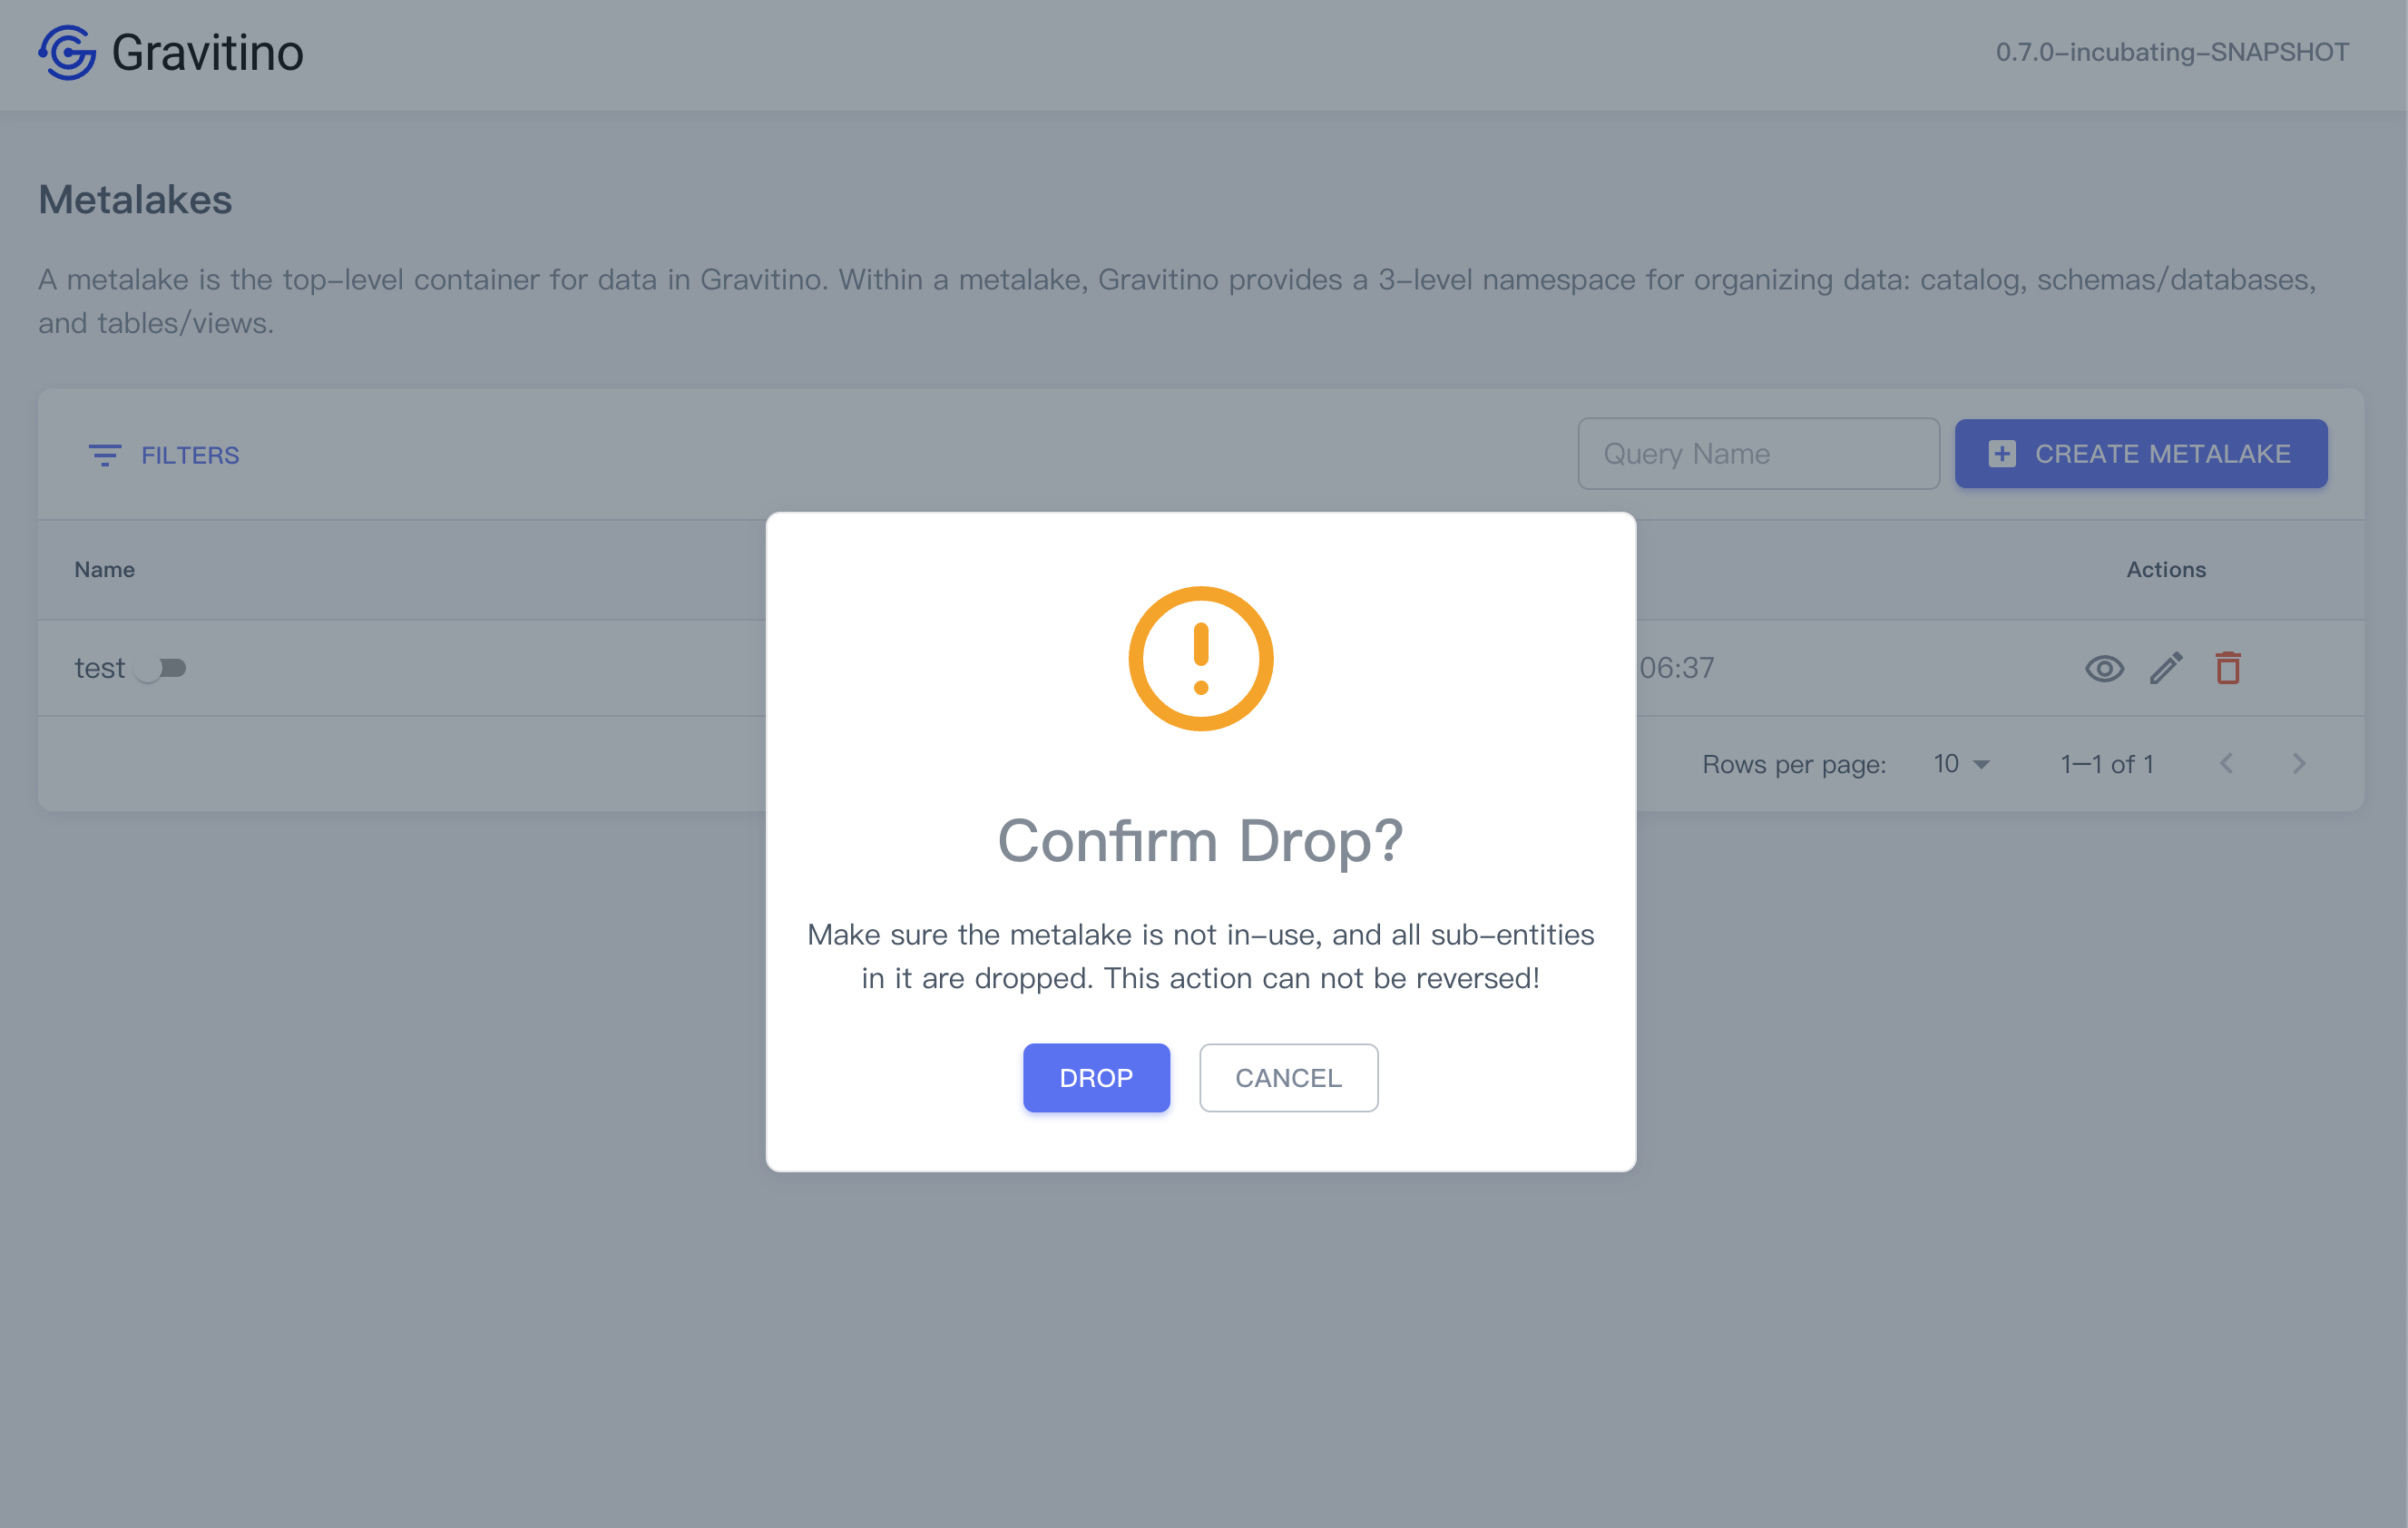 Gravitino
0.7.0-incubating-SNAPSHOT
Metalakes
A metalake is the top-level container for data in Gravitino. Within a metalake, Gravitino provides a 3-level namespace for organizing data: catalog, schemas/databases,
and tables/views.
FILTERS
Query Name
CREATE METALAKE
Name
Actions
test
06:37
Rows per page:
10
1–1 of 1
Confirm Drop?
Make sure the metalake is not in-use, and all sub-entities
in it are dropped. This action can not be reversed!
DROP
CANCEL